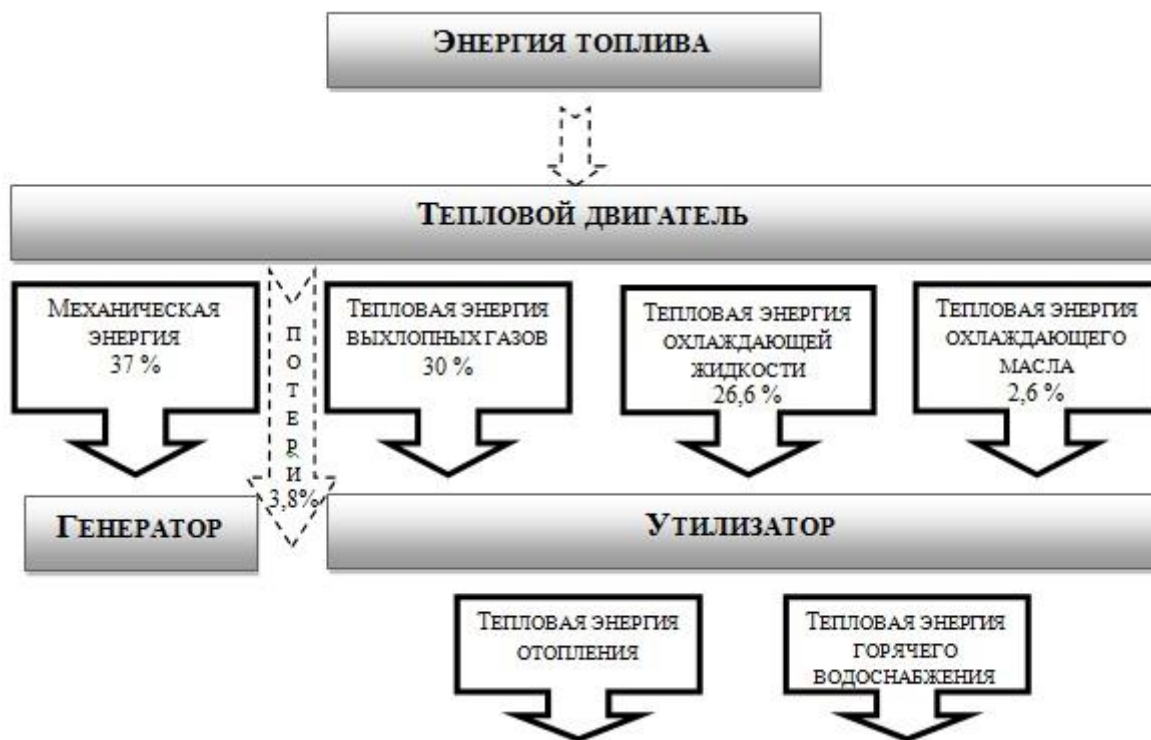 Энергия топлива
Тепловой двигатель
Механическая
энергия
37 %
потери
3,8%
Тепловая энергия
выхлопных газов
30 %
Тепловая энергия
охлаждающей
жидкости
26,6 %
Тепловая энергия
охлаждающего
масла
2,6 %
Генератор
Утилизатор
Тепловая энергия
отопления
Тепловая энергия
горячего
водоснабжения